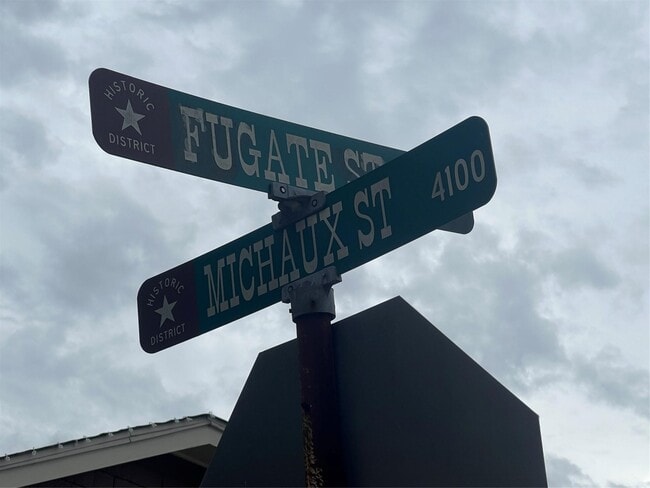 HISTORIC
DISTRICT
FUGATE ST
HISTORIC
DISTRICT
MICHAUX ST 4100